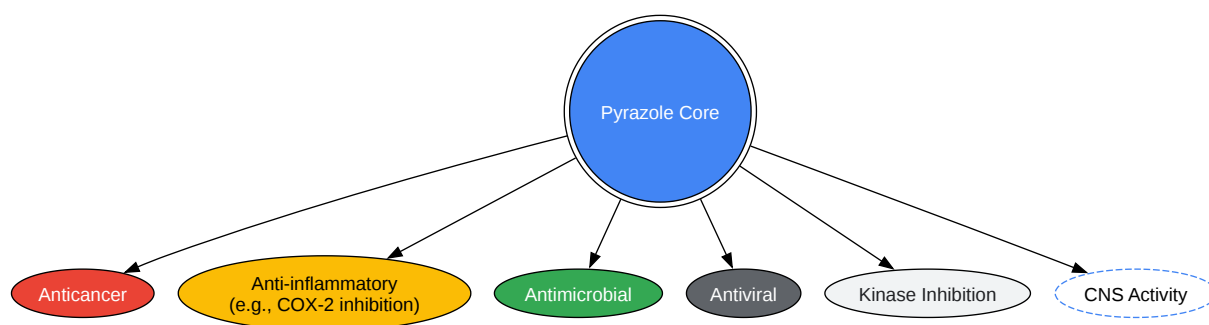 Pyrazole Core
Anticancer
Anti-inflammatory
(e.g., COX-2 inhibition)
Antimicrobial
Antiviral
Kinase Inhibition
CNS Activity